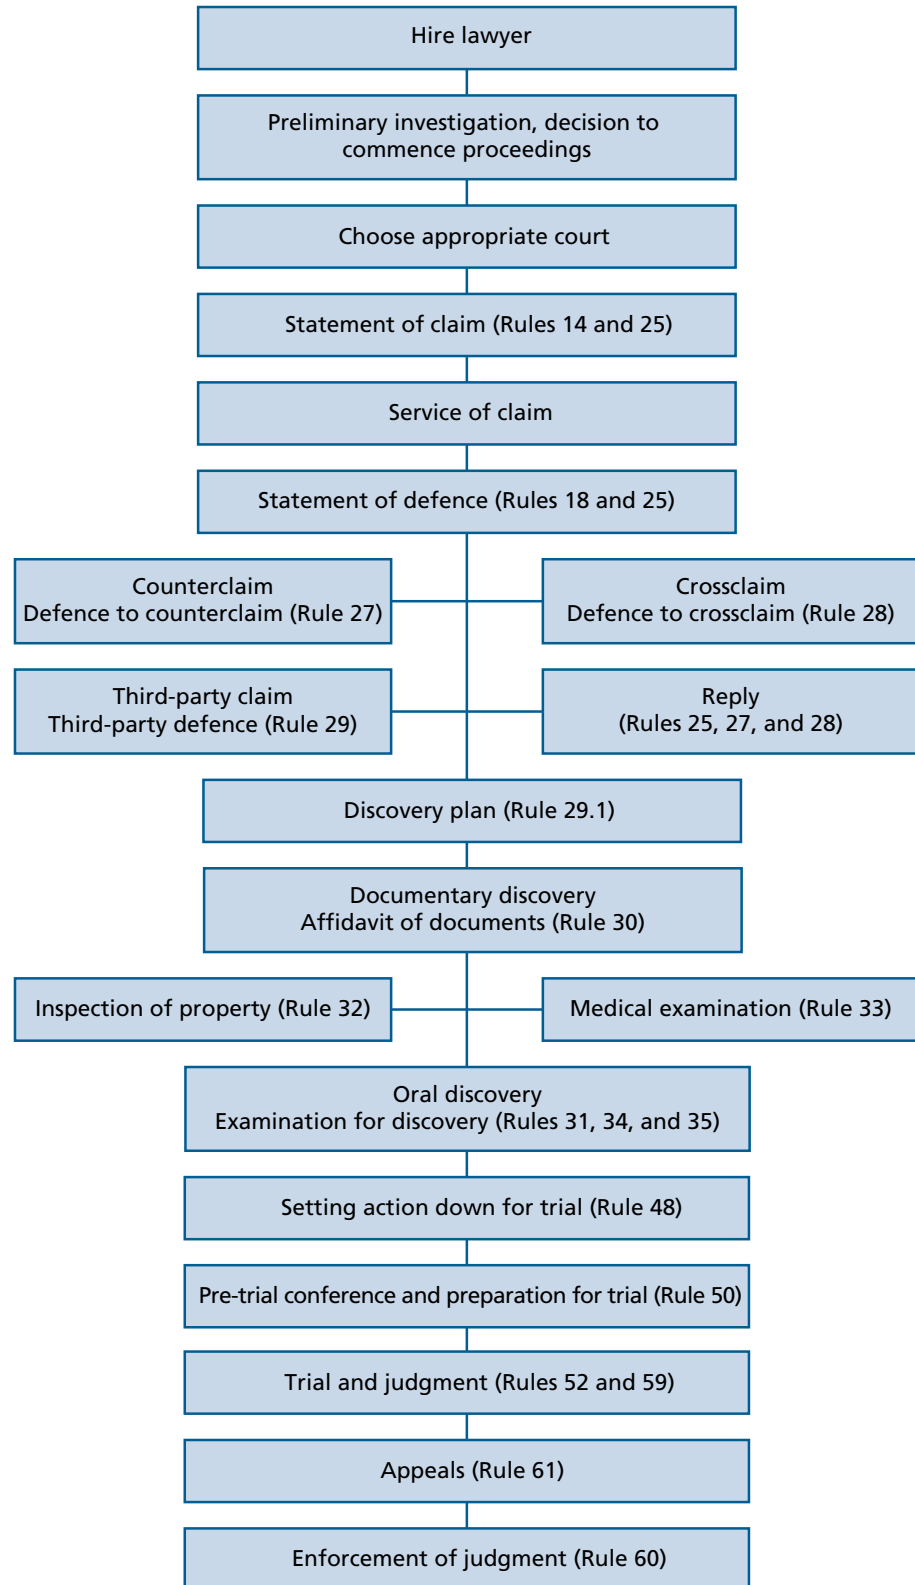 Hire lawyer
Preliminary investigation, decision to
commence proceedings
Choose appropriate court
Statement of claim (Rules 14 and 25)
Service of claim
Statement of defence (Rules 18 and 25)
Counterclaim
Defence to counterclaim (Rule 27)
Crossclaim
Defence to crossclaim (Rule 28)
Third-party claim
Third-party defence (Rule 29)
Reply
(Rules 25, 27, and 28)
Discovery plan (Rule 29.1)
Documentary discovery
Affidavit of documents (Rule 30)
Inspection of property (Rule 32)
Medical examination (Rule 33)
Oral discovery
Examination for discovery (Rules 31, 34, and 35)
Setting action down for trial (Rule 48)
Pre-trial conference and preparation for trial (Rule 50)
Trial and judgment (Rules 52 and 59)
Appeals (Rule 61)
Enforcement of judgment (Rule 60)